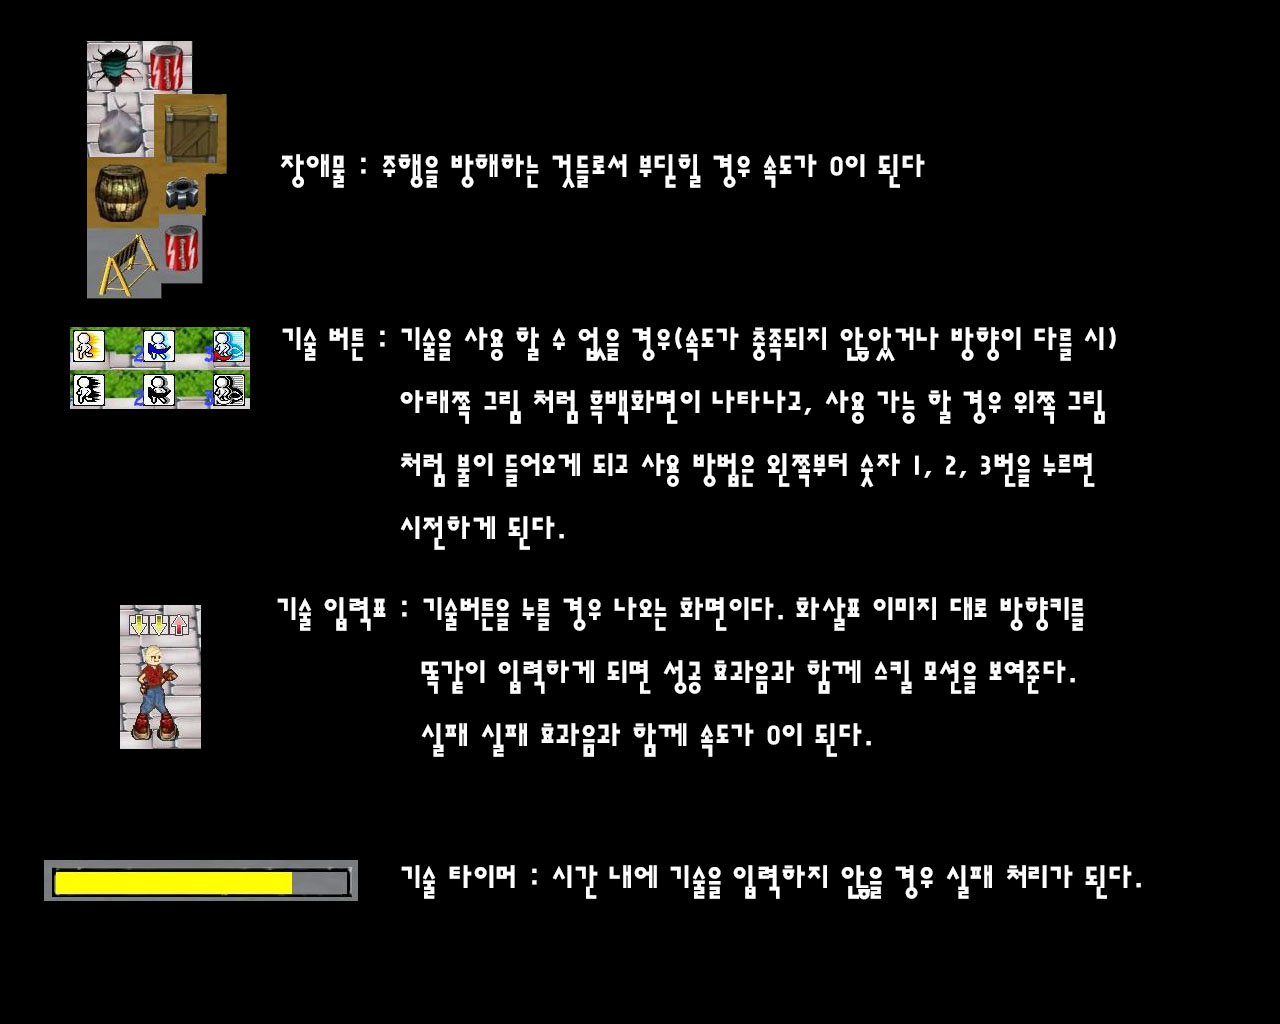 장애물 : 주행을 방해하는 것들로서 부딛힐 경우 속도가 0이 된다
기술 버튼 : 기술을 사용 할 수 없을 경우(속도가 충족되지 않았거나 방향이 다를 시)
아래쪽 그림 처럼 흑백화면이 나타나고, 사용 가능 할 경우 위쪽 그림
처럼 불이 들어오게 되고 사용 방법은 왼쪽부터 숫자 1, 2, 3번을 누르면
시전하게 된다.
2 3
2 3
기술 입력표 : 기술버튼을 누를 경우 나오는 화면이다. 화살표 이미지 대로 방향키를
똑같이 입력하게 되면 성공 효과음과 함께 스킬 모션을 보여준다.
실패 실패 효과음과 함께 속도가 0이 된다.
기술 타이머 : 시간 내에 기술을 입력하지 않을 경우 실패 처리가 된다.